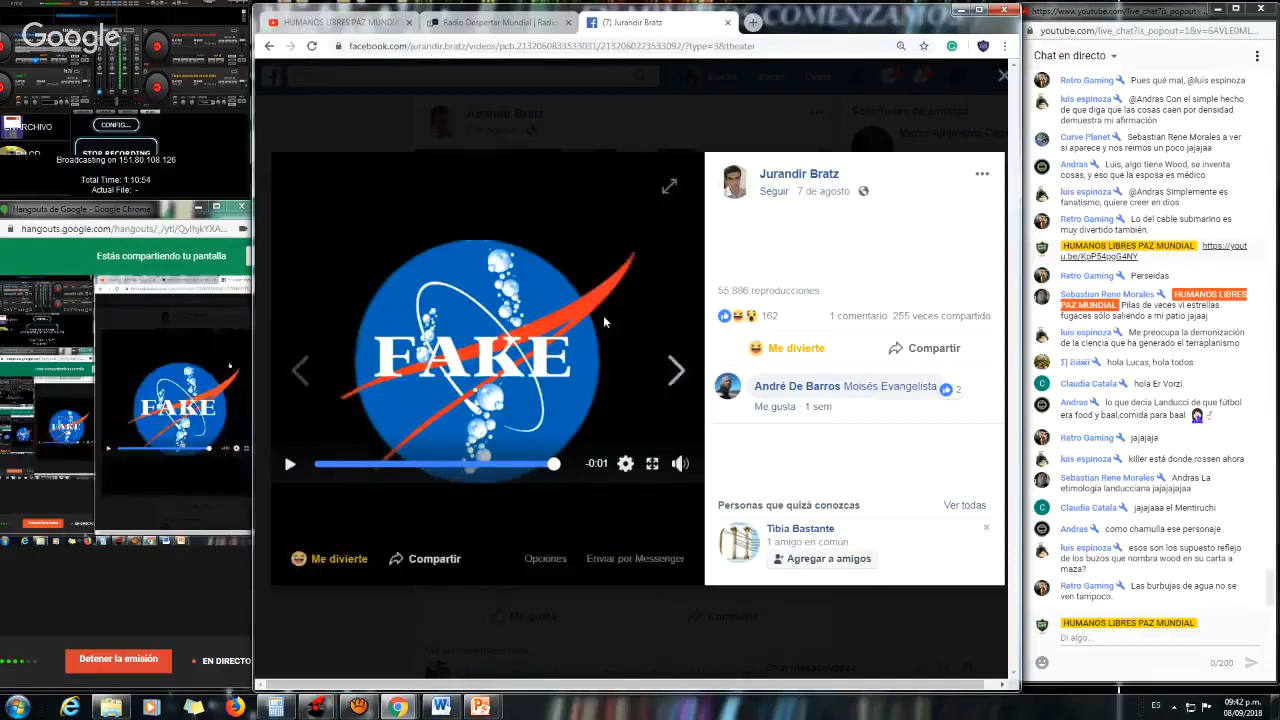 Google
ARCHIVO
CONFIG...
STOP RECORDING
Broadcasting on 151.80.108.126
Total Time: 1:10:54
Actual File: -
Hangouts de Google - Google Chrome
hangouts.google.com/hangouts/_/ytl/QyIhjkYXA...
Estás compartiendo tu pantalla
Detener la emisión
EN DIRECTO
HUMANOS LIBRES PAZ MUNDIAL
Radio Despertar Mundial | Radio
(7) Jurandir Bratz
Jurandir Bratz
Jurandir Bratz
Seguir 7 de agosto
55.886 reproducciones
162 1 comentario 255 veces compartido
Me divierte Compartir
André De Barros Moisés Evangelista 2
Me gusta · 1 sem
FAKE
-0:01
Personas que quizá conozcas Ver todas
Tibia Bastante
1 amigo en común
Agregar a amigos
Me divierte Compartir Opciones Enviar por Messenger
Me gusta Compartir
https://www.youtube.com/live_chat?is_popout=
youtube.com/live_chat?is_popout=1&v=6AVLE0ML...
Chat en directo
Retro Gaming Pues qué mal, @luis espinoza
luis espinoza @Andras Con el simple hecho
de que diga que las cosas caen por densidad
demuestra mi afirmación
Curve Planet Sebastian Rene Morales a ver
si aparece y nos reimos un poco jajajaa
Andras Luis, algo tiene Wood, se inventa
cosas, y eso que la esposa es médico
luis espinoza @Andras Simplemente es
fanatismo, quiere creer en dios
Retro Gaming Lo del cable submarino es
muy divertido también.
HUMANOS LIBRES PAZ MUNDIAL https://yout
u.be/KpP54pgG4NY
Retro Gaming Perseidas
Sebastian Rene Morales HUMANOS LIBRES
PAZ MUNDIAL Pilas de veces vi estrellas
fugaces sólo saliendo a mi patio jajaaj
luis espinoza Me preocupa la demonización
de la ciencia que ha generado el terraplanismo
hola Lucas, hola todos
Claudia Catala hola Er Vorzi
Andras lo que decia Landucci de que fútbol
era food y baal,comida para baal
Retro Gaming jajajaja
luis espinoza killer está donde rossen ahora
Sebastian Rene Morales Andras La
etimología landucciana jajajajajaa
Claudia Catala jajajaaa el Mentiruchi
Andras como chamulla ese personaje
luis espinoza esos son los supuesto reflejo
de los buzos que nombra wood en su carta a
maza?
Retro Gaming Las burbujas de agua no se
ven tampoco.
HUMANOS LIBRES PAZ MUNDIAL
Di algo...
0/200
ES
09:42 p.m.
08/09/2018